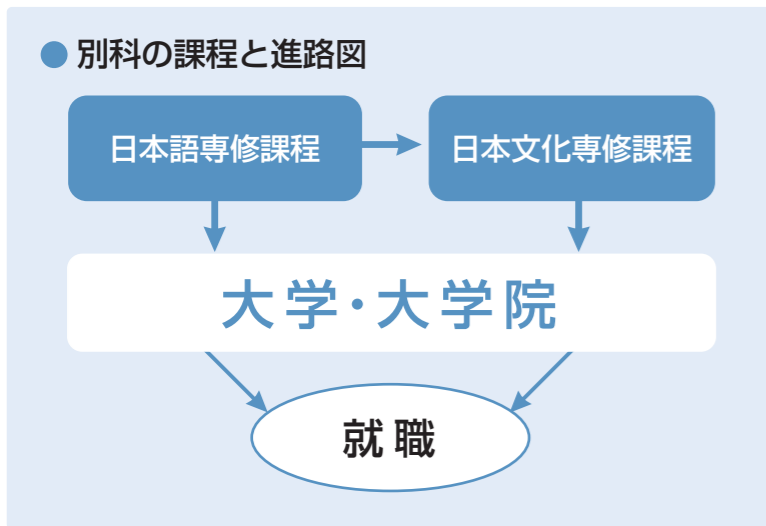 ● 別科の課程と進路図
日本語専修課程
日本文化専修課程
大学・大学院
就職